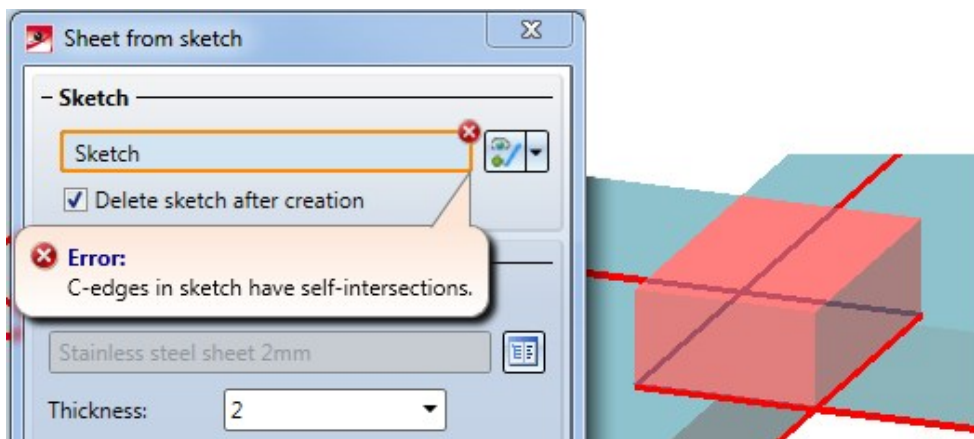 Sheet from sketch
Sketch
Sketch
Delete sketch after creation
Error:
C-edges in sketch have self-intersections.
Stainless steel sheet 2mm
Thickness: 2